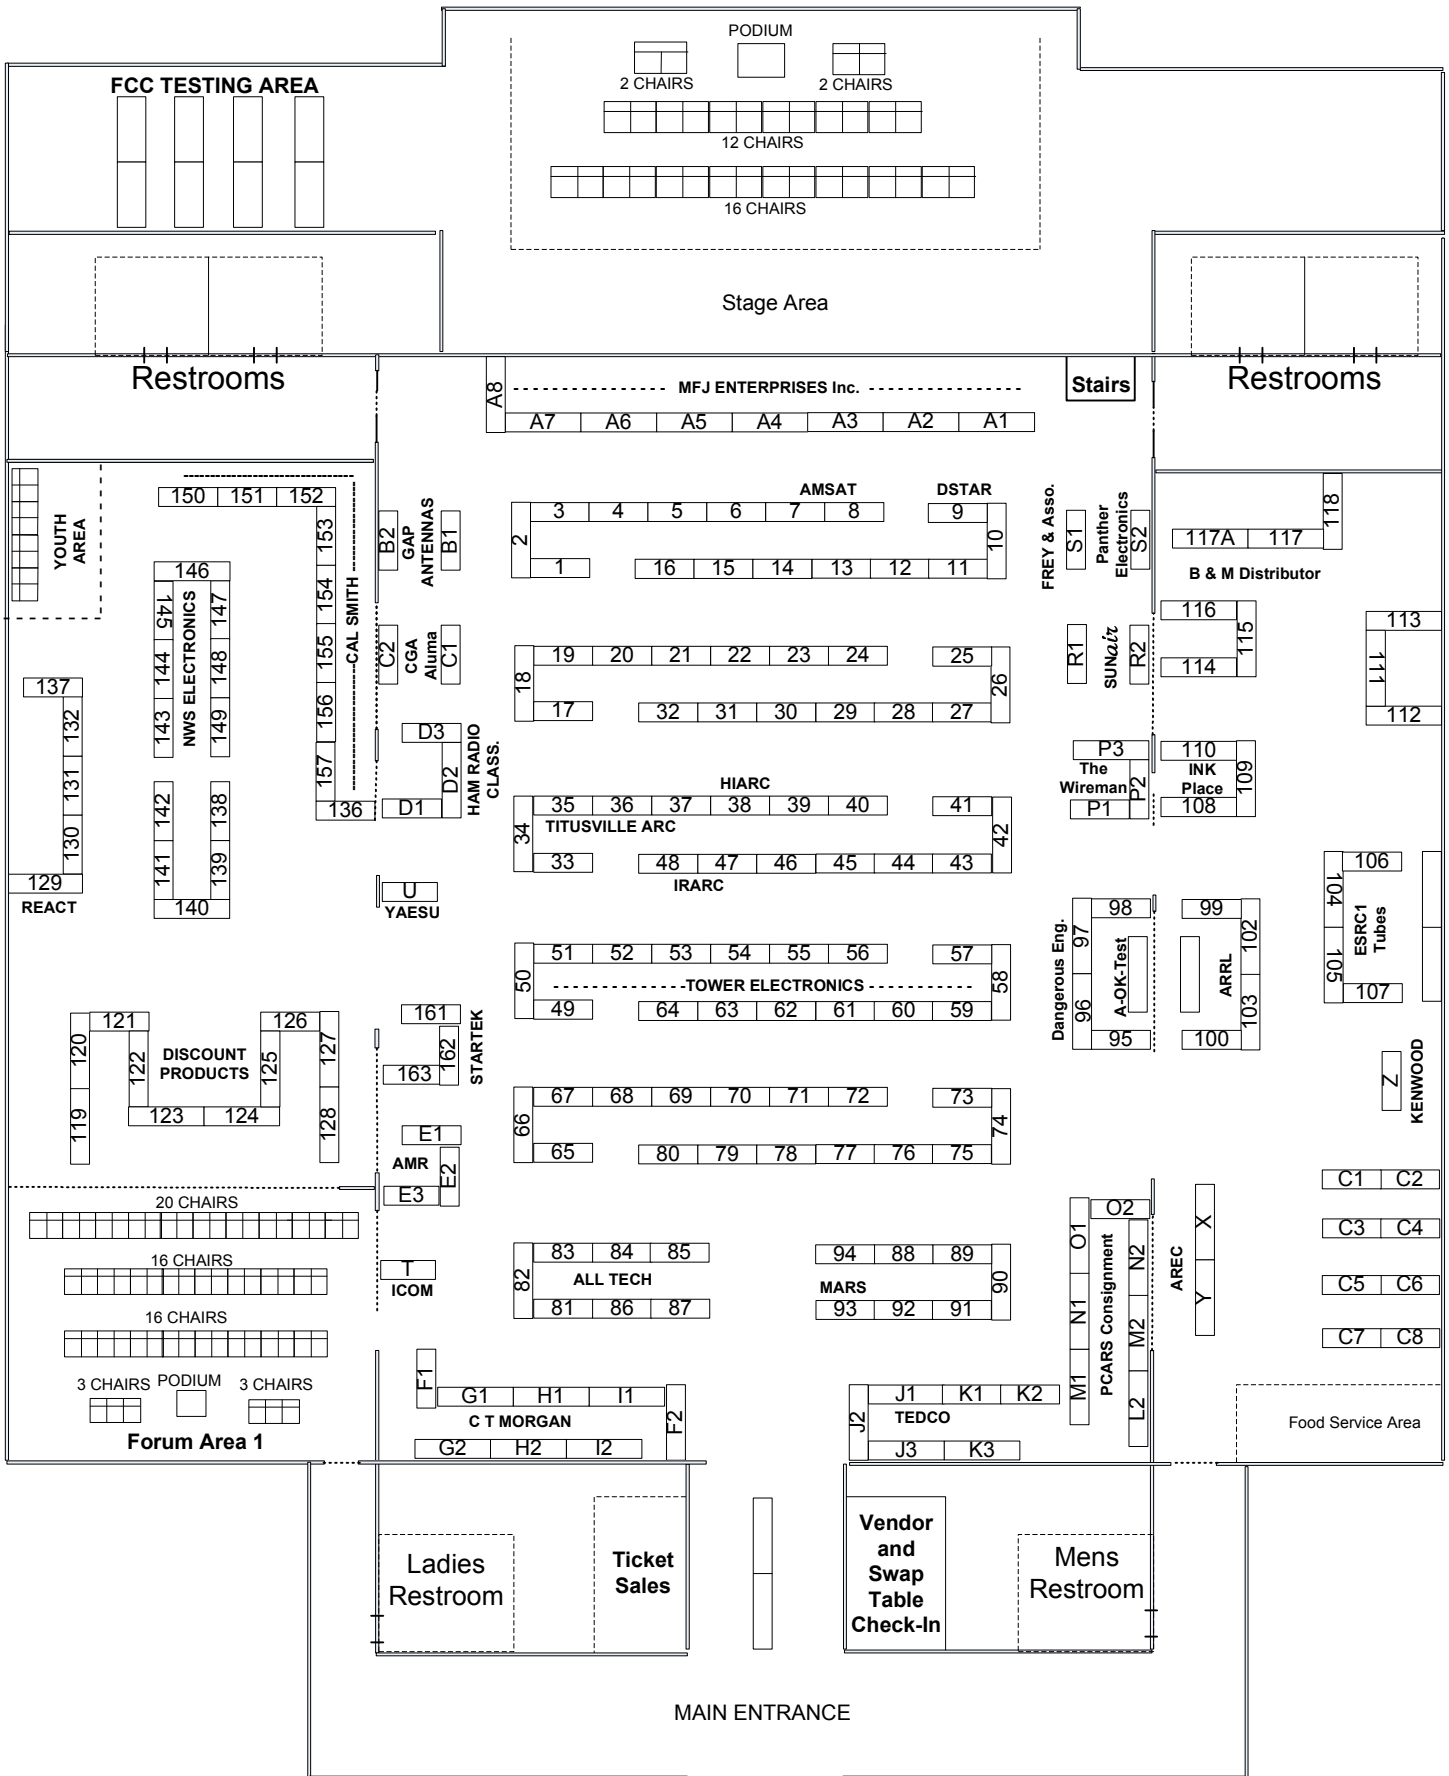 PODIUM
2 CHAIRS
2 CHAIRS
FCC TESTING AREA
12 CHAIRS
16 CHAIRS
Stage Area
Restrooms
Restrooms
A8
MFJ ENTERPRISES Inc.
Stairs
A7 A6 A5 A4 A3 A2 A1
YOUTH
AREA
150 151 152
153
154
155
156
157
136
CAL SMITH
146
145
144
143
NWS ELECTRONICS
147
148
149
142
141
138
139
140
137
132
131
130
129
REACT
B2
GAP
ANTENNAS
B1
C2
CGA
Aluma
C1
D3
D2
D1
HAM RADIO
CLASS.
U
YAESU
AMSAT
DSTAR
2
3 4 5 6 7 8
9
10
1
16 15 14 13 12 11
18
19 20 21 22 23 24
25
26
17
32 31 30 29 28 27
HIARC
34
35 36 37 38 39 40
41
42
TITUSVILLE ARC
33
48 47 46 45 44 43
IRARC
50
51 52 53 54 55 56
57
58
TOWER ELECTRONICS
49
64 63 62 61 60 59
66
67 68 69 70 71 72
73
74
65
80 79 78 77 76 75
82
83 84 85
ALL TECH
81 86 87
94 88 89
90
MARS
93 92 91
FREY & Asso.
S1
Panther
Electronics
S2
R1
SUNair
R2
P3
The
Wireman
P2
P1
118
117A 117
B & M Distributor
116
115
114
113
111
112
110
INK
Place
109
108
106
104
105
ESRC1
Tubes
107
Dangerous Eng.
98
97
96
A-OK-Test
95
99
102
103
ARRL
100
Z
KENWOOD
121
120
119
122
DISCOUNT
PRODUCTS
125
126
127
128
123 124
161
162
163
STARTEK
E1
AMR
E2
E3
T
ICOM
20 CHAIRS
16 CHAIRS
16 CHAIRS
3 CHAIRS
PODIUM
3 CHAIRS
Forum Area 1
F1
G1 H1 I1
C T MORGAN
G2 H2 I2
F2
J2
J1 K1 K2
TEDCO
J3 K3
O2
O1
N1
M1
PCARS Consignment
N2
M2
L2
AREC
X
Y
C1 C2
C3 C4
C5 C6
C7 C8
Food Service Area
Ladies
Restroom
Ticket
Sales
Vendor
and
Swap
Table
Check-In
Mens
Restroom
MAIN ENTRANCE